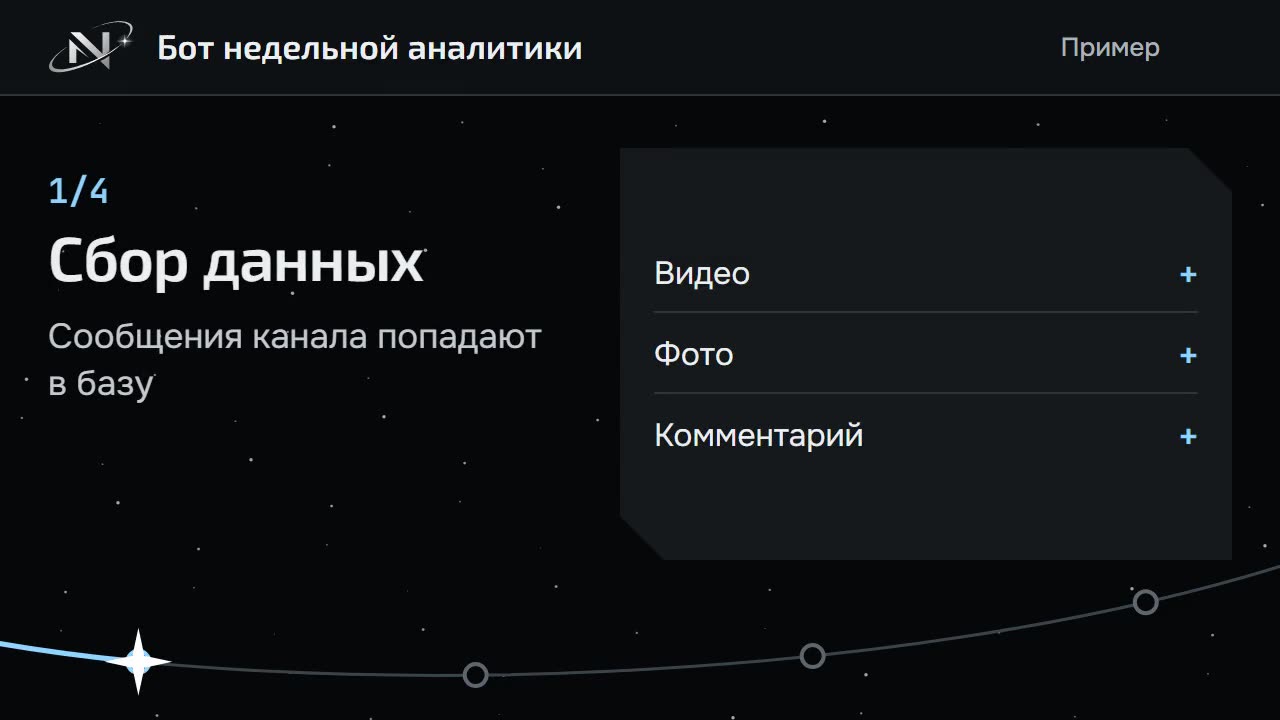 N
Бот недельной аналитики
Пример
1/4
Сбор данных
Сообщения канала попадают
в базу
Видео +
Фото +
Комментарий +